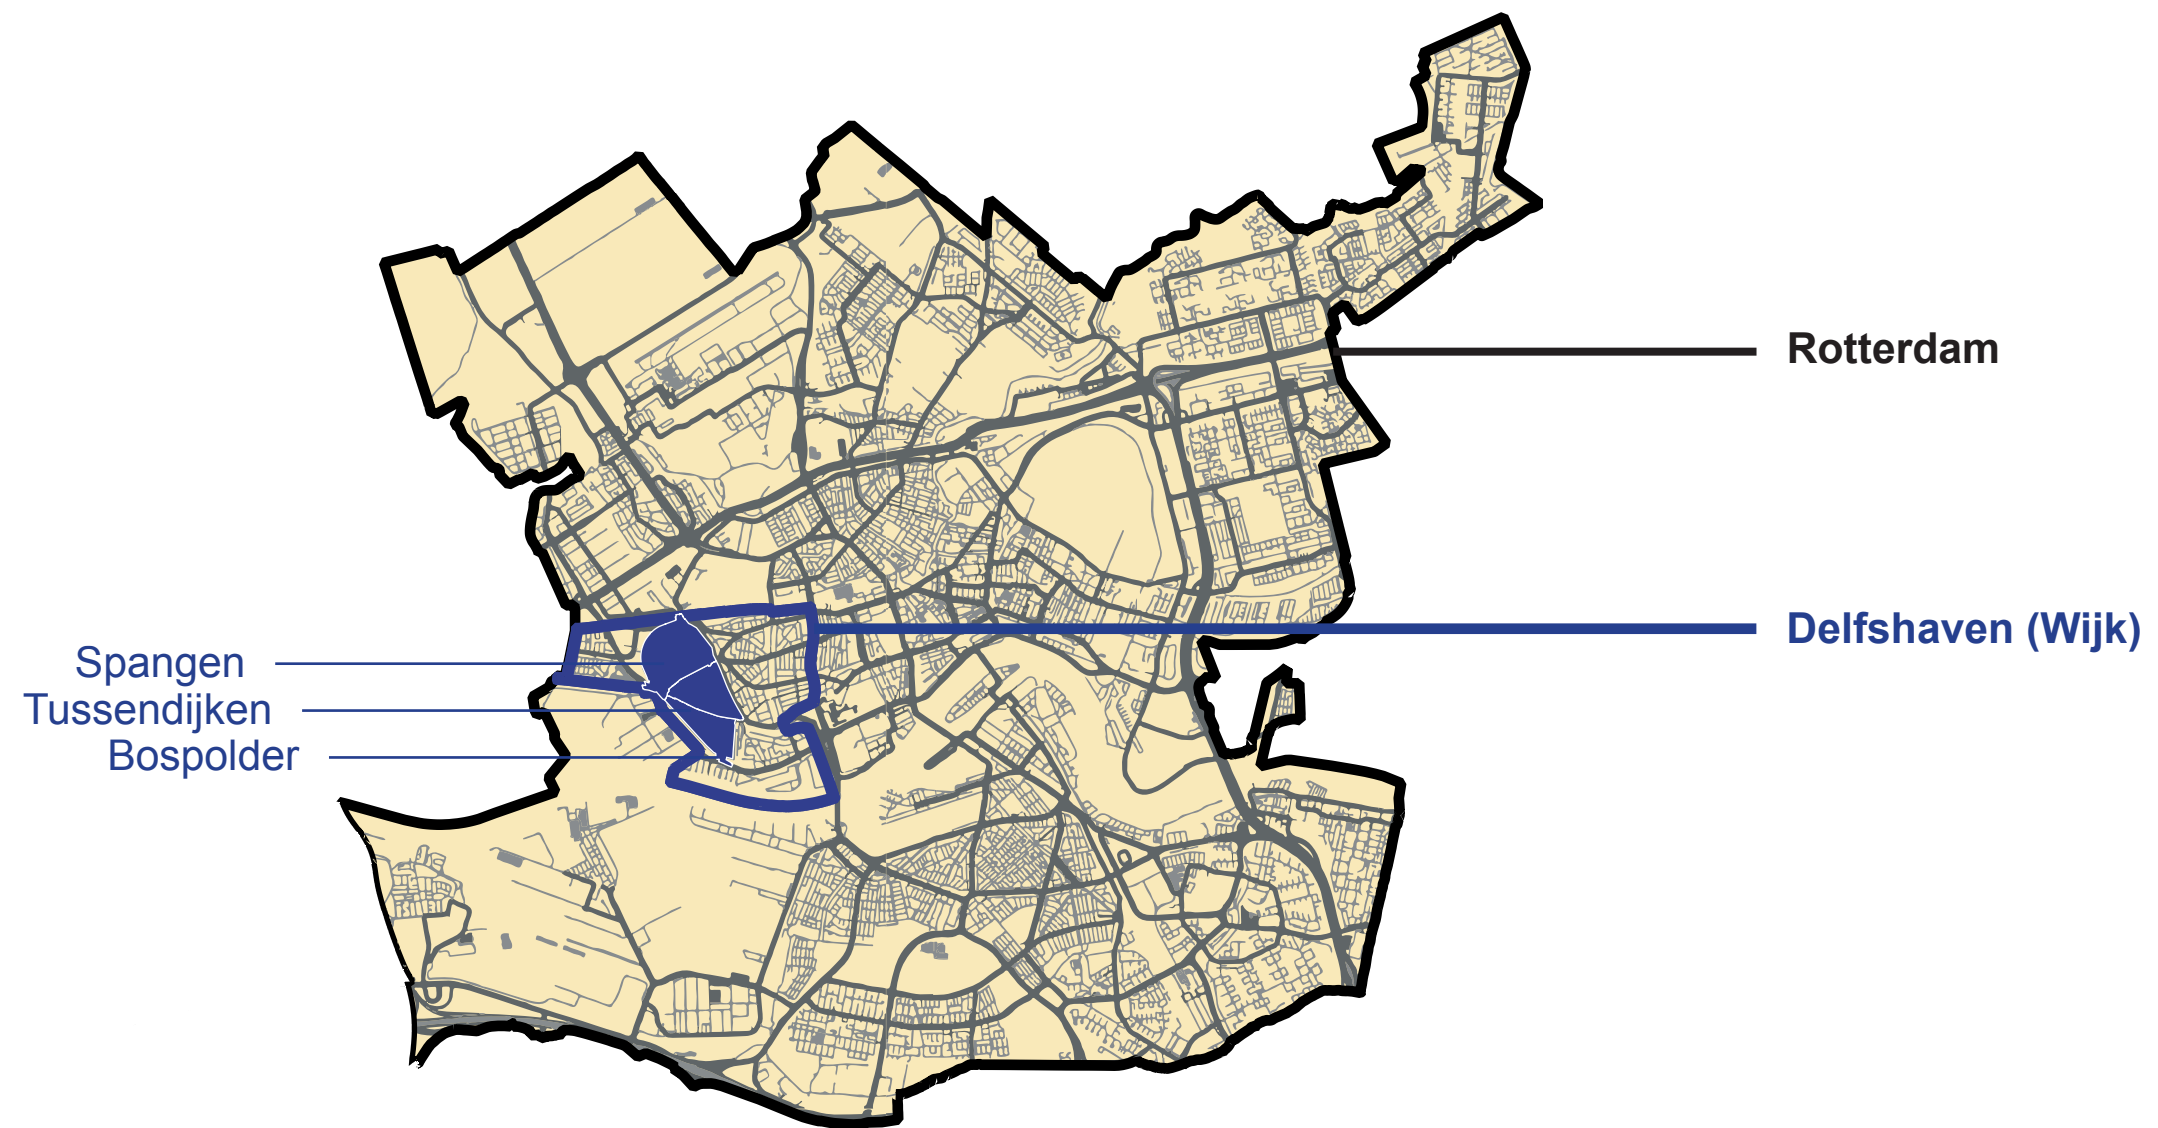 Rotterdam
Delfshaven (Wijk)
Spangen
Tussendijken
Bospolder